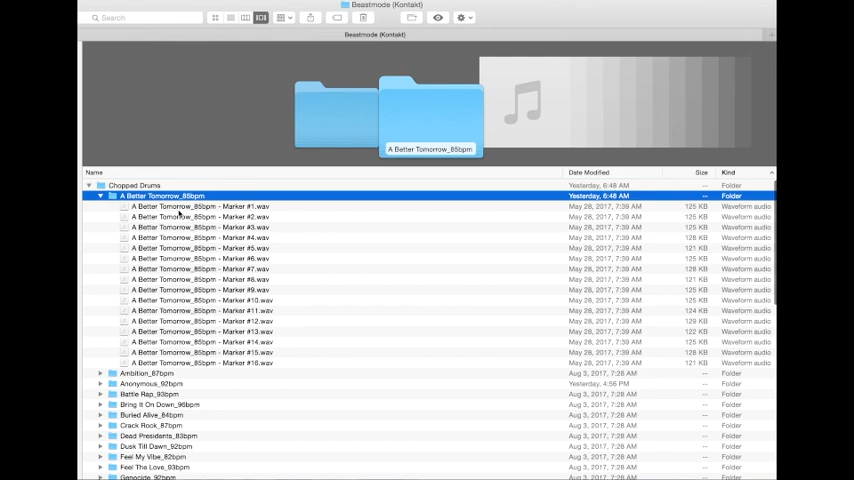 Beastmode (Kontakt)
Search
Beastmode (Kontakt)
A Better Tomorrow_85bpm
Name Date Modified Size Kind
Chopped Drums Yesterday, 6:48 AM -- Folder
A Better Tomorrow_85bpm Yesterday, 6:48 AM -- Folder
A Better Tomorrow_85bpm - Marker #1.wav May 28, 2017, 7:39 AM 125 KB Waveform audio
A Better Tomorrow_85bpm - Marker #2.wav May 28, 2017, 7:39 AM 125 KB Waveform audio
A Better Tomorrow_85bpm - Marker #3.wav May 28, 2017, 7:39 AM 128 KB Waveform audio
A Better Tomorrow_85bpm - Marker #4.wav May 28, 2017, 7:39 AM 125 KB Waveform audio
A Better Tomorrow_85bpm - Marker #5.wav May 28, 2017, 7:39 AM 121 KB Waveform audio
A Better Tomorrow_85bpm - Marker #6.wav May 28, 2017, 7:39 AM 125 KB Waveform audio
A Better Tomorrow_85bpm - Marker #7.wav May 28, 2017, 7:39 AM 128 KB Waveform audio
A Better Tomorrow_85bpm - Marker #8.wav May 28, 2017, 7:39 AM 121 KB Waveform audio
A Better Tomorrow_85bpm - Marker #9.wav May 28, 2017, 7:39 AM 125 KB Waveform audio
A Better Tomorrow_85bpm - Marker #10.wav May 28, 2017, 7:39 AM 125 KB Waveform audio
A Better Tomorrow_85bpm - Marker #11.wav May 28, 2017, 7:39 AM 124 KB Waveform audio
A Better Tomorrow_85bpm - Marker #12.wav May 28, 2017, 7:39 AM 129 KB Waveform audio
A Better Tomorrow_85bpm - Marker #13.wav May 28, 2017, 7:39 AM 122 KB Waveform audio
A Better Tomorrow_85bpm - Marker #14.wav May 28, 2017, 7:39 AM 125 KB Waveform audio
A Better Tomorrow_85bpm - Marker #15.wav May 28, 2017, 7:39 AM 128 KB Waveform audio
A Better Tomorrow_85bpm - Marker #16.wav May 28, 2017, 7:39 AM 121 KB Waveform audio
Ambition_87bpm Aug 3, 2017, 7:28 AM -- Folder
Anonymous_92bpm Yesterday, 4:56 PM -- Folder
Battle Rap_93bpm Aug 3, 2017, 7:28 AM -- Folder
Bring It On Down_96bpm Aug 3, 2017, 7:28 AM -- Folder
Buried Alive_84bpm Aug 3, 2017, 7:28 AM -- Folder
Crack Rock_87bpm Aug 3, 2017, 7:28 AM -- Folder
Dead Presidents_83bpm Aug 3, 2017, 7:28 AM -- Folder
Dusk Till Dawn_92bpm Aug 3, 2017, 7:28 AM -- Folder
Feel My Vibe_82bpm Aug 3, 2017, 7:28 AM -- Folder
Feel The Love_93bpm Aug 3, 2017, 7:28 AM -- Folder
Genocide_92bpm Aug 3, 2017, 7:28 AM -- Folder